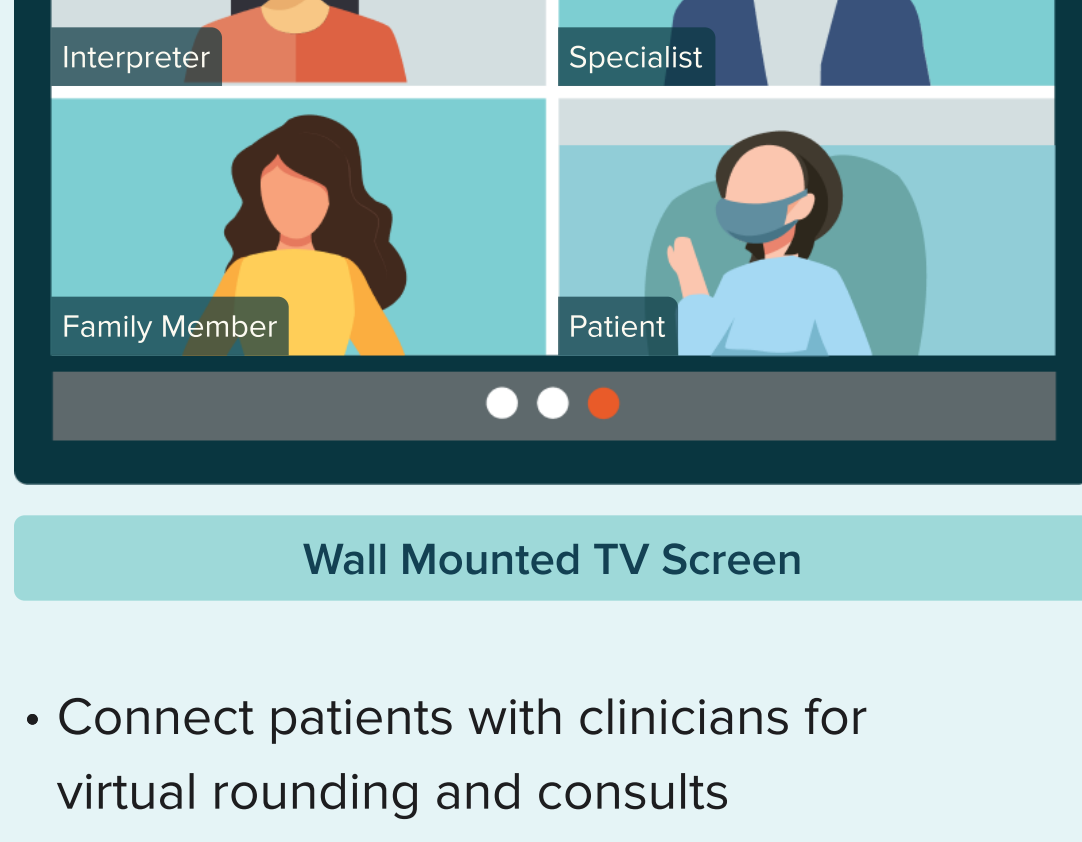 Interpreter
Specialist
Family Member
Patient
Wall Mounted TV Screen
• Connect patients with clinicians for
virtual rounding and consults